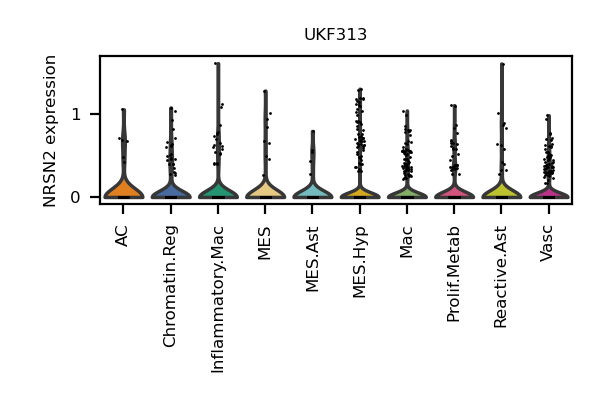 UKF313
NRSN2 expression
1
0
AC
Chromatin.Reg
Inflammatory.Mac
MES
MES.Ast
MES.Hyp
Mac
Prolif.Metab
Reactive.Ast
Vasc